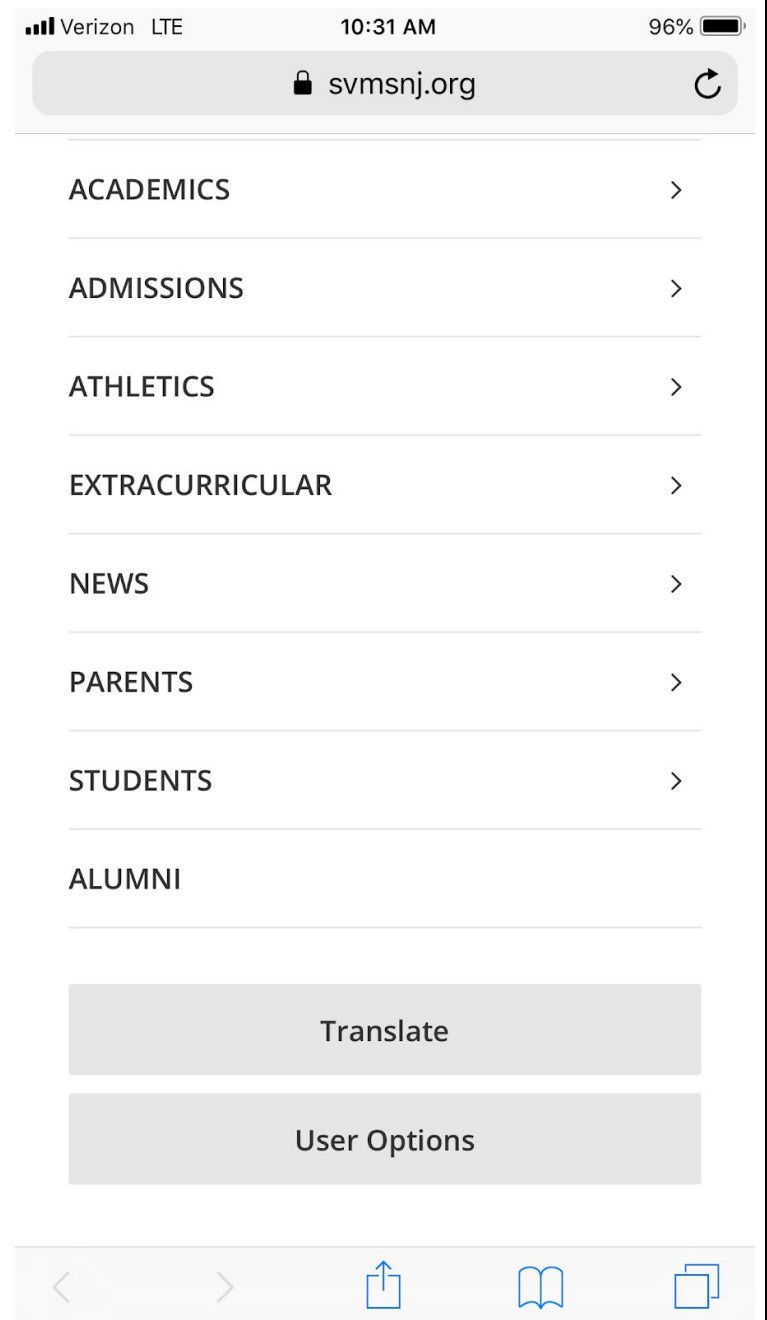 Verizon LTE 10:31 AM 96%
svmsnj.org
ACADEMICS
ADMISSIONS
ATHLETICS
EXTRACURRICULAR
NEWS
PARENTS
STUDENTS
ALUMNI
Translate
User Options